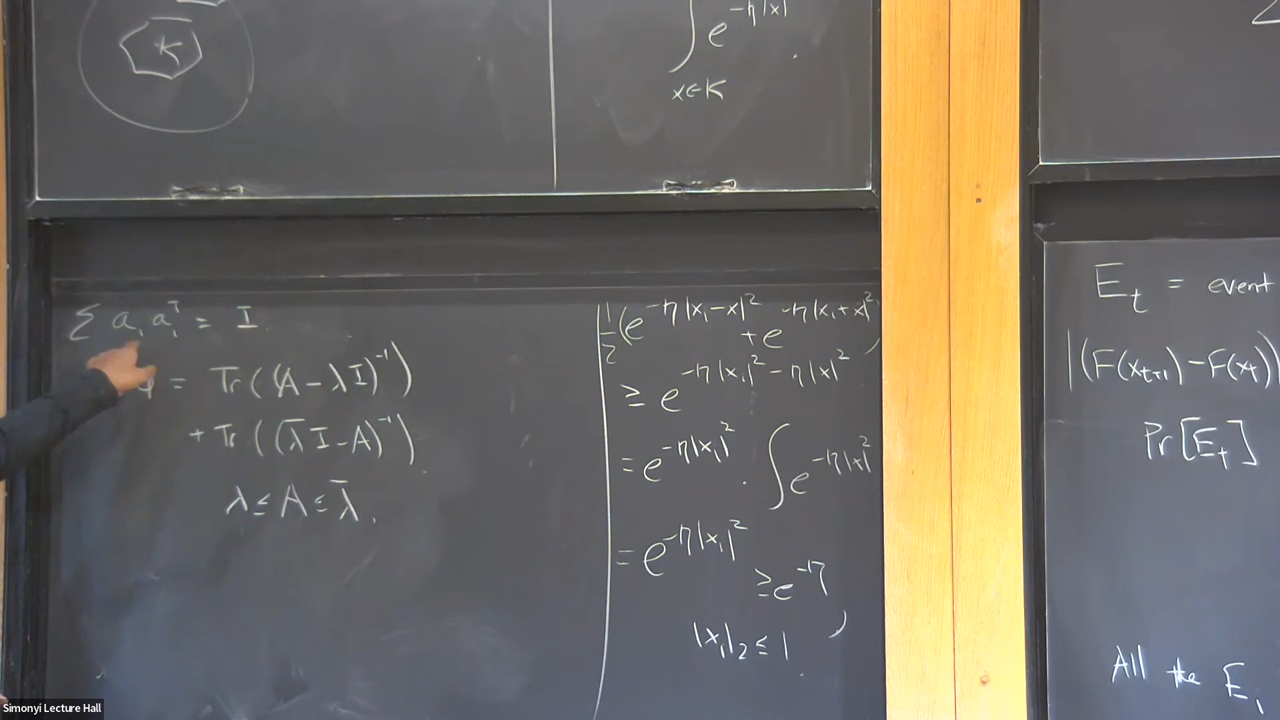 K
∫ e^{-η|x|}
x∈K
Σ a_i a_i^T = I.
= Tr((A - λI)^{-1})
+ Tr((λ̄I - A)^{-1}).
λ ≤ A ≤ λ̄.
1/2 (e^{-η|x_1-x|^2} + e^{-η|x_1+x|^2})
≥ e^{-η|x_1|^2 - η|x|^2}
= e^{-η|x_1|^2} · ∫ e^{-η|x|^2}
= e^{-η|x_1|^2}
≥ e^{-η},
|x_1|_2 ≤ 1.
E_t = event
|(F(x_{t+1}) - F(x_t)|
Pr[E_t]
All the E_i
Simonyi Lecture Hall